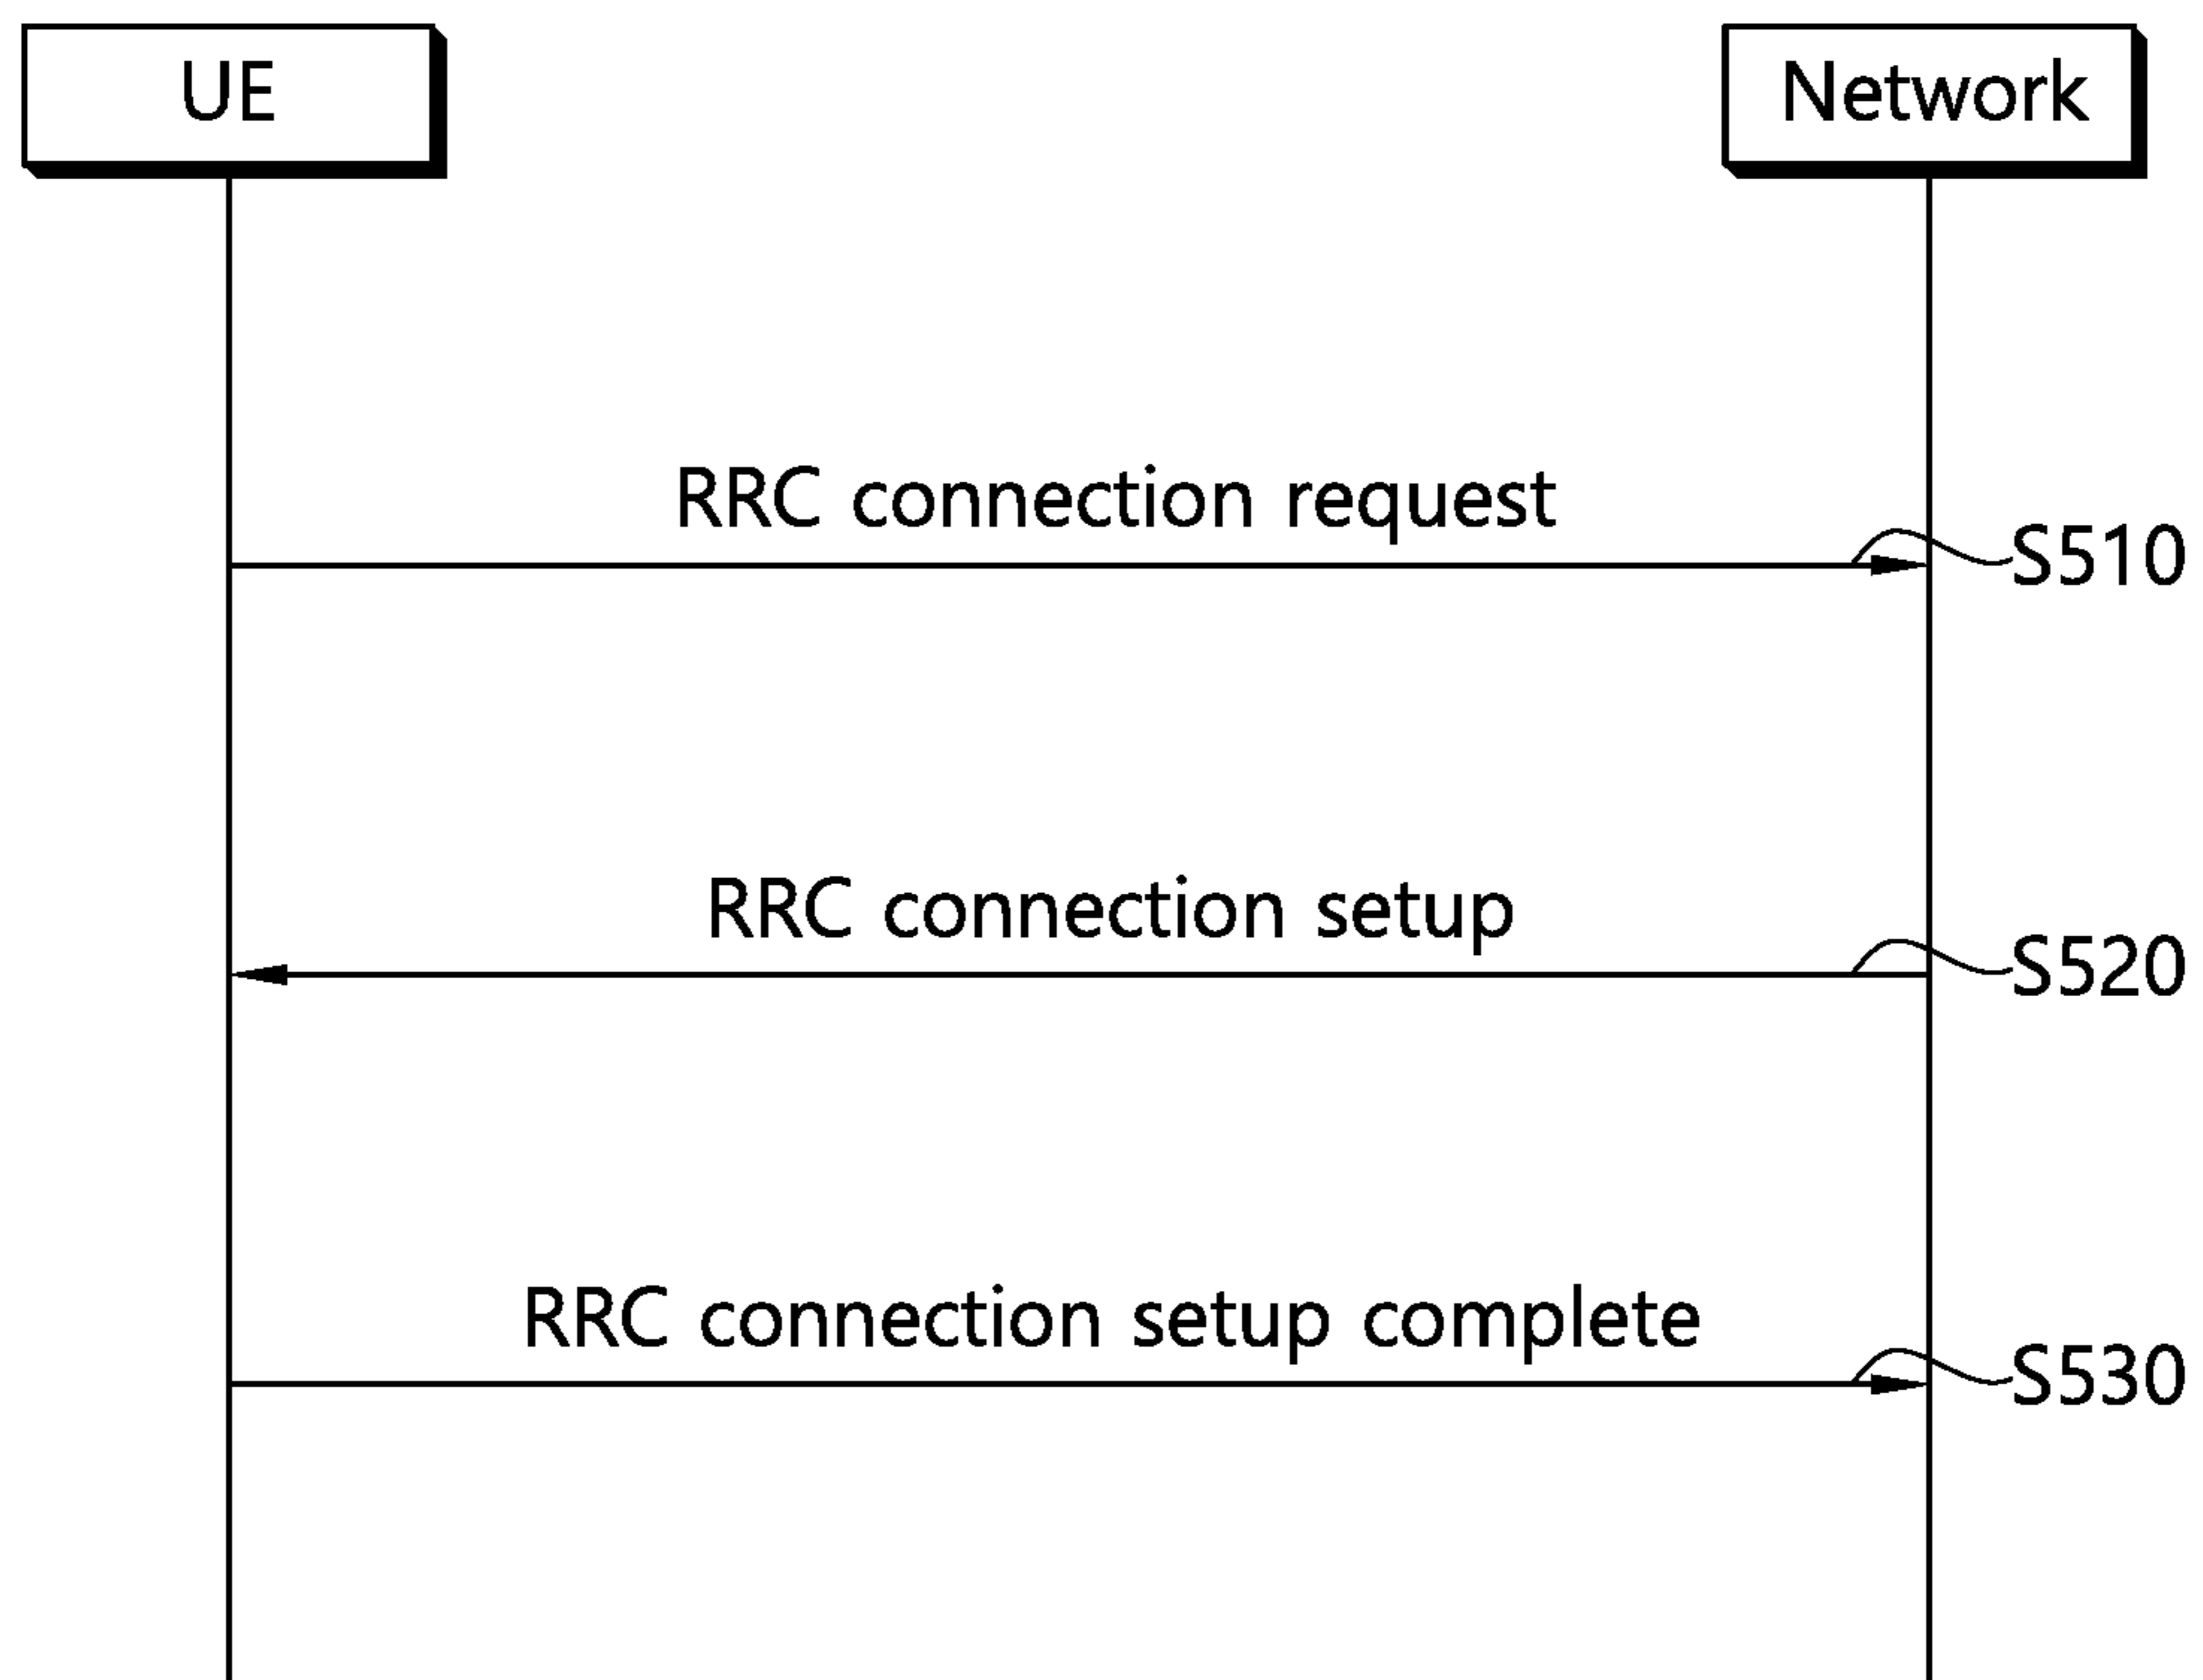 UE
Network
RRC connection request
S510
RRC connection setup
S520
RRC connection setup complete
S530